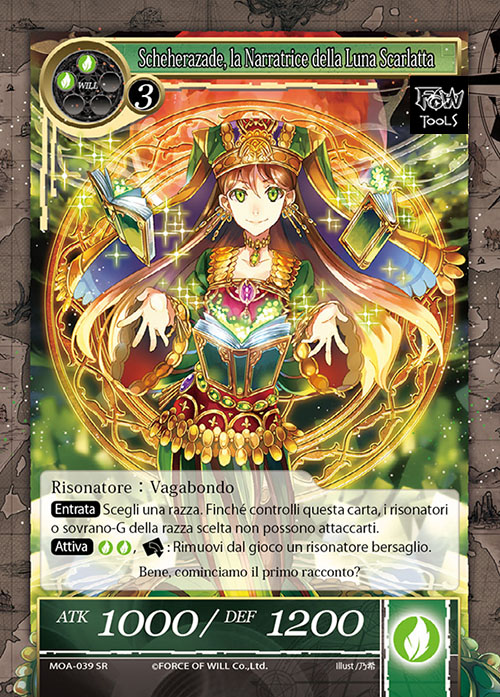 Scheherazade, la Narratrice della Luna Scarlatta
WILL
3
FOW
TOOLS
Risonatore : Vagabondo
Entrata Scegli una razza. Finché controlli questa carta, i risonatori
o sovrano-G della razza scelta non possono attaccarti.
Attiva , : Rimuovi dal gioco un risonatore bersaglio.
Bene, cominciamo il primo racconto?
ATK 1000/ DEF 1200
MOA-039 SR ©FORCE OF WILL Co.,Ltd. Illust /乃希